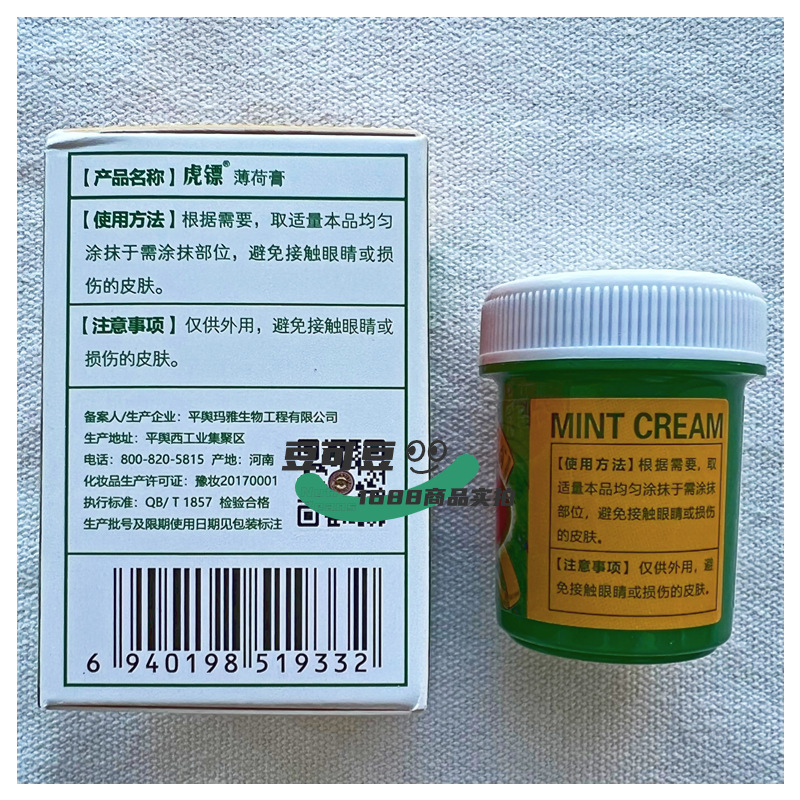 【产品名称】虎镖® 薄荷膏
【使用方法】根据需要，取适量本品均匀
涂抹于需涂抹部位，避免接触眼睛或损
伤的皮肤。
【注意事项】仅供外用，避免接触眼睛或
损伤的皮肤。
备案人/生产企业：平舆玛雅生物工程有限公司
生产地址：平舆西工业集聚区
电话：800-820-5815 产地：河南
化妆品生产许可证：豫妆20170001
执行标准：QB/T 1857 检验合格
生产批号及限期使用日期见包装标注
6 940198 519332
豆可豆
1688商品实拍
MINT CREAM
【使用方法】根据需要，取
适量本品均匀涂抹于需涂抹
部位，避免接触眼睛或损伤
的皮肤。
【注意事项】仅供外用，避
免接触眼睛或损伤的皮肤。